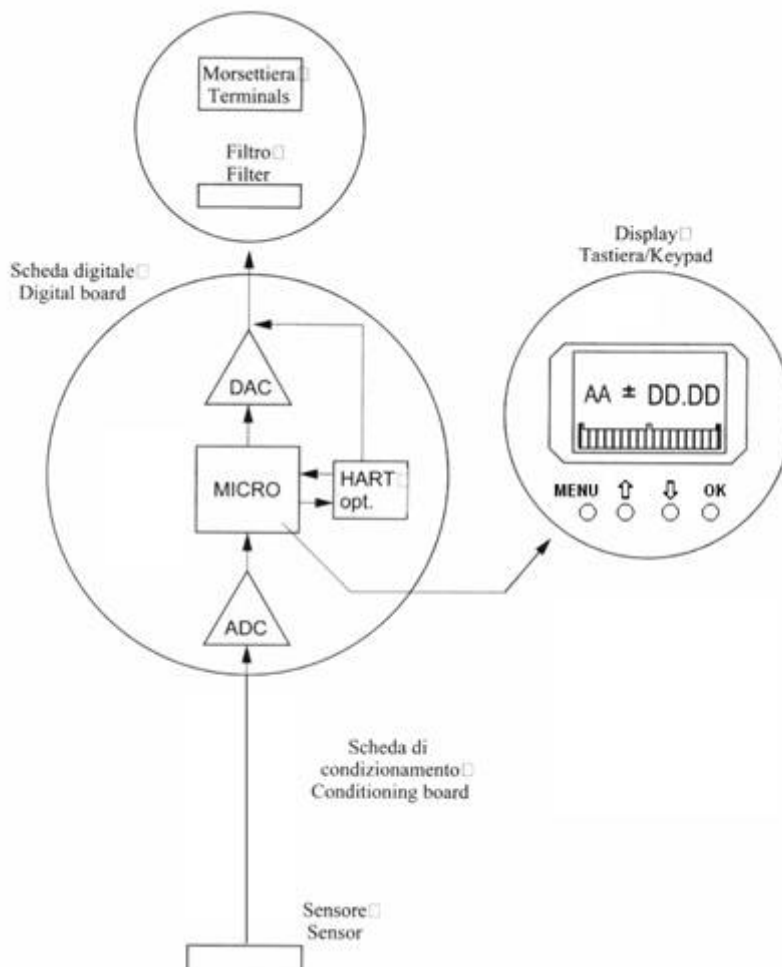 Morsettiera
Terminals
Filtro
Filter
Scheda digitale
Digital board
Display
Tastiera/Keypad
DAC
AA ± DD.DD
MICRO
HART
opt.
MENU ⇧ ⇩ OK
ADC
Scheda di
condizionamento
Conditioning board
Sensore
Sensor